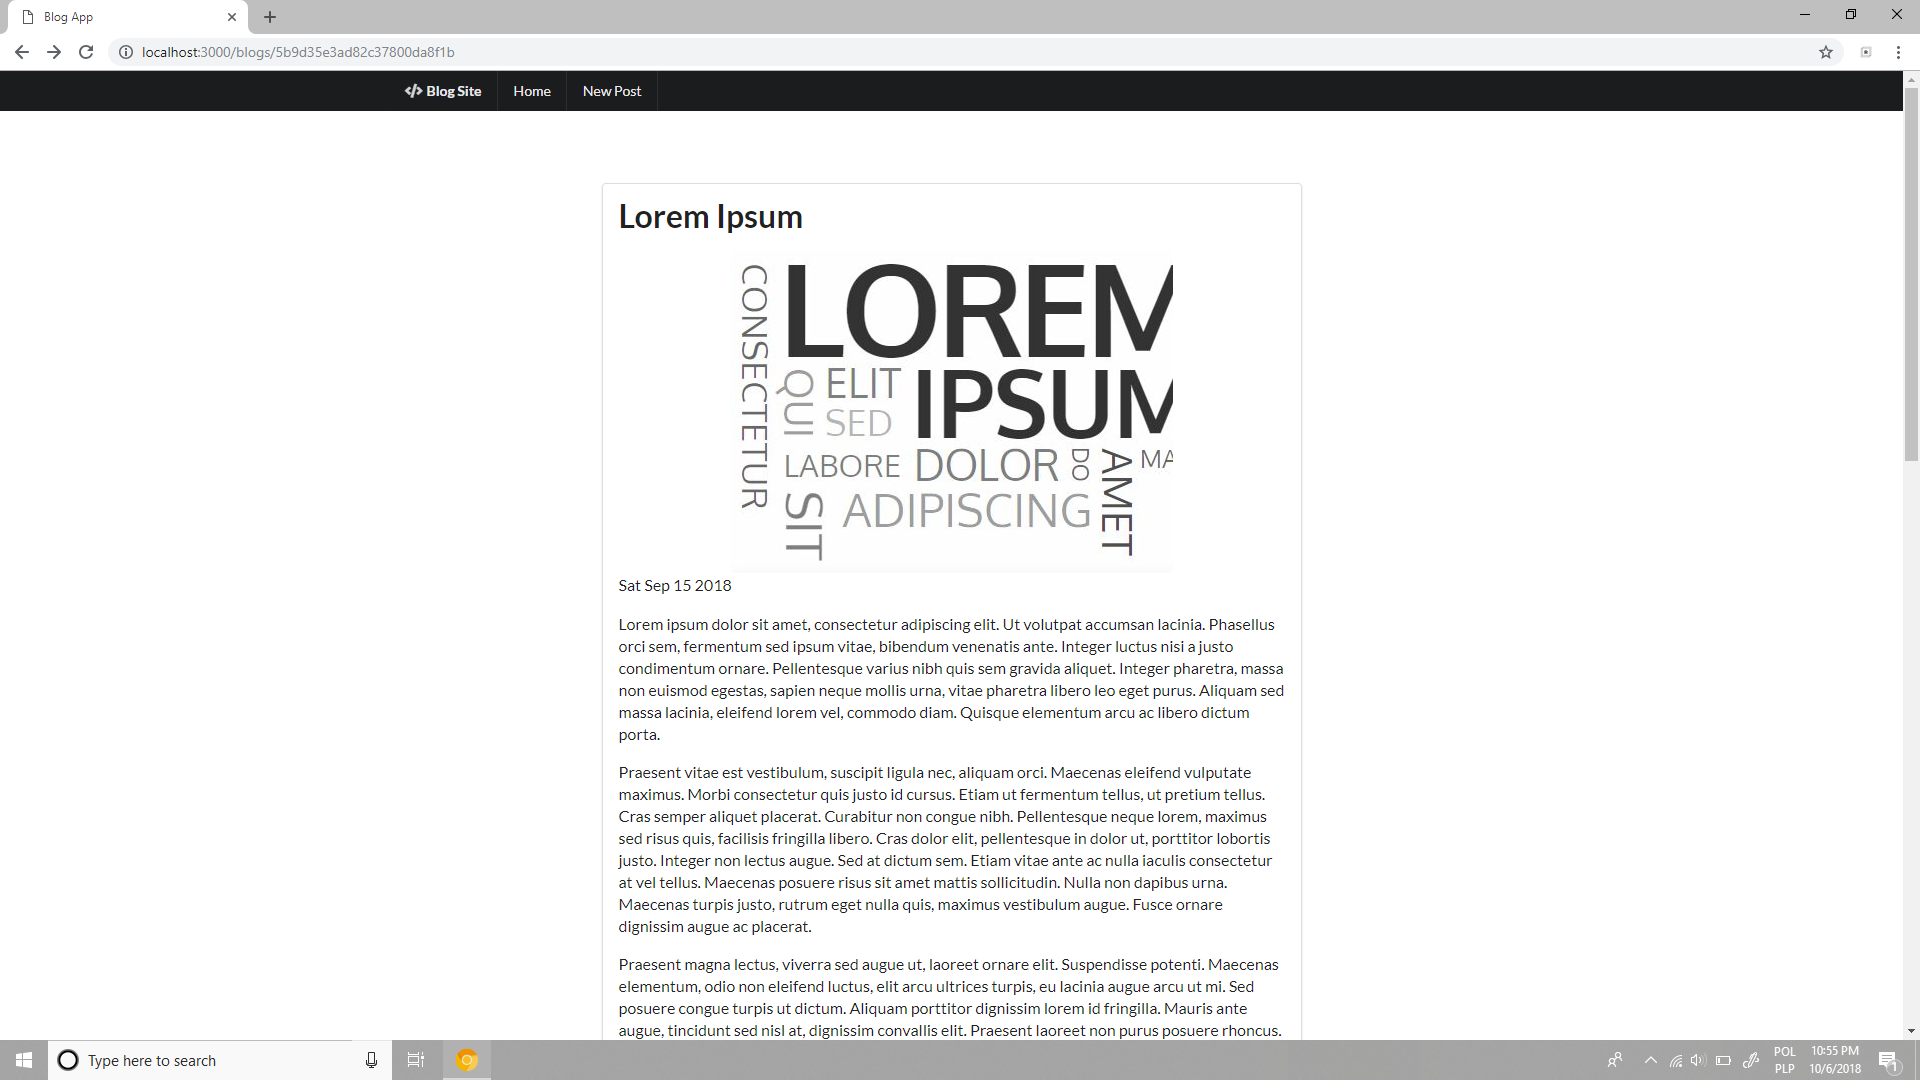 Blog App
localhost:3000/blogs/5b9d35e3ad82c37800da8f1b
Blog Site Home New Post
Lorem Ipsum
CONSECTETUR
LOREM
QUI
ELIT
IPSUM
SED
LABORE
DOLOR
DO
AMET
MA
SIT
ADIPISCING
Sat Sep 15 2018
Lorem ipsum dolor sit amet, consectetur adipiscing elit. Ut volutpat accumsan lacinia. Phasellus
orci sem, fermentum sed ipsum vitae, bibendum venenatis ante. Integer luctus nisi a justo
condimentum ornare. Pellentesque varius nibh quis sem gravida aliquet. Integer pharetra, massa
non euismod egestas, sapien neque mollis urna, vitae pharetra libero leo eget purus. Aliquam sed
massa lacinia, eleifend lorem vel, commodo diam. Quisque elementum arcu ac libero dictum
porta.
Praesent vitae est vestibulum, suscipit ligula nec, aliquam orci. Maecenas eleifend vulputate
maximus. Morbi consectetur quis justo id cursus. Etiam ut fermentum tellus, ut pretium tellus.
Cras semper aliquet placerat. Curabitur non congue nibh. Pellentesque neque lorem, maximus
sed risus quis, facilisis fringilla libero. Cras dolor elit, pellentesque in dolor ut, porttitor lobortis
justo. Integer non lectus augue. Sed at dictum sem. Etiam vitae ante ac nulla iaculis consectetur
at vel tellus. Maecenas posuere risus sit amet mattis sollicitudin. Nulla non dapibus urna.
Maecenas turpis justo, rutrum eget nulla quis, maximus vestibulum augue. Fusce ornare
dignissim augue ac placerat.
Praesent magna lectus, viverra sed augue ut, laoreet ornare elit. Suspendisse potenti. Maecenas
elementum, odio non eleifend luctus, elit arcu ultrices turpis, eu lacinia augue arcu ut mi. Sed
posuere congue turpis ut dictum. Aliquam porttitor dignissim lorem id fringilla. Mauris ante
augue, tincidunt sed nisl at, dignissim convallis elit. Praesent laoreet non purus posuere rhoncus.
Type here to search
POL
PLP
10:55 PM
10/6/2018
1